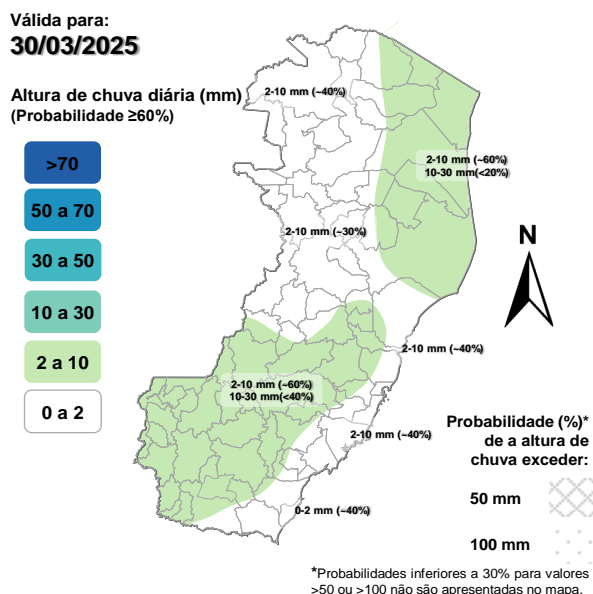 Válida para:
30/03/2025
Altura de chuva diária (mm)
(Probabilidade ≥60%)
>70
50 a 70
30 a 50
10 a 30
2 a 10
0 a 2
2-10 mm (~40%)
2-10 mm (~60%)
10-30 mm(<20%)
2-10 mm (~30%)
N
2-10 mm (~40%)
2-10 mm (~60%)
10-30 mm(<40%)
2-10 mm (~40%)
0-2 mm (~40%)
Probabilidade (%)*
de a altura de
chuva exceder:
50 mm
100 mm
*Probabilidades inferiores a 30% para valores
>50 ou >100 não são apresentadas no mapa.